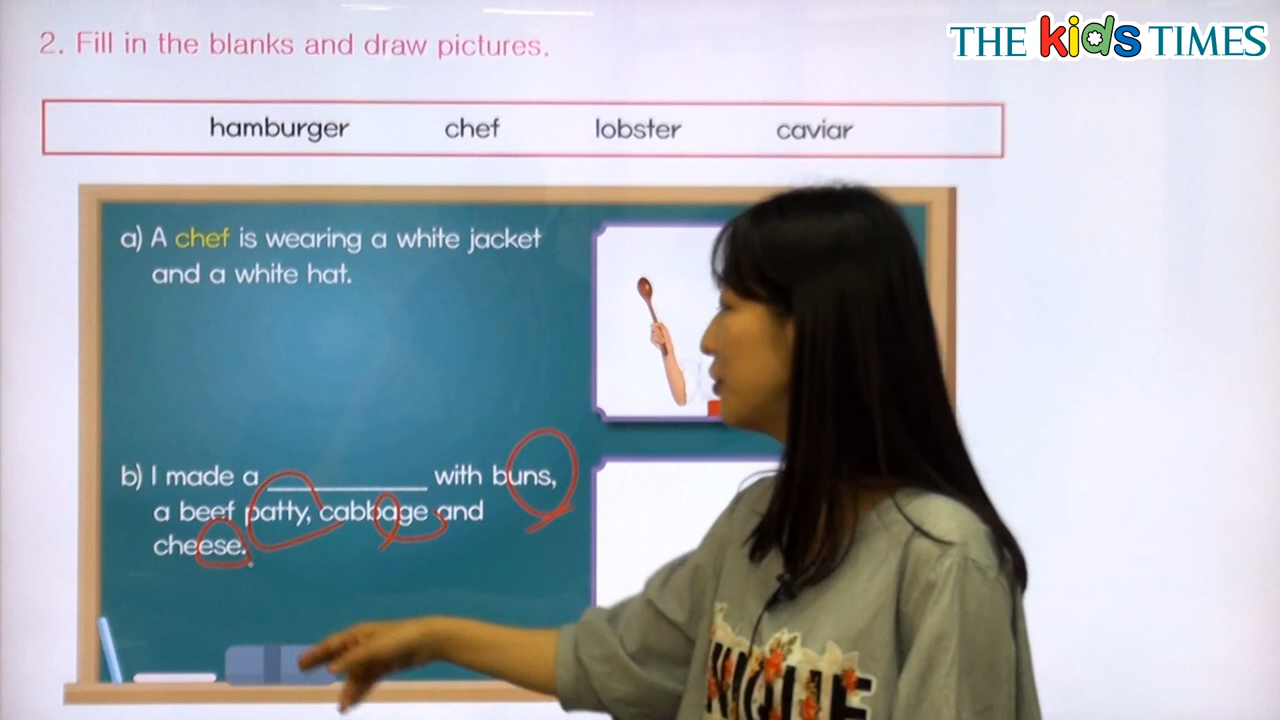 THE kids TIMES
2. Fill in the blanks and draw pictures.
hamburger chef lobster caviar
a) A chef is wearing a white jacket
and a white hat.
b) I made a ____________ with buns,
a beef patty, cabbage and
cheese.